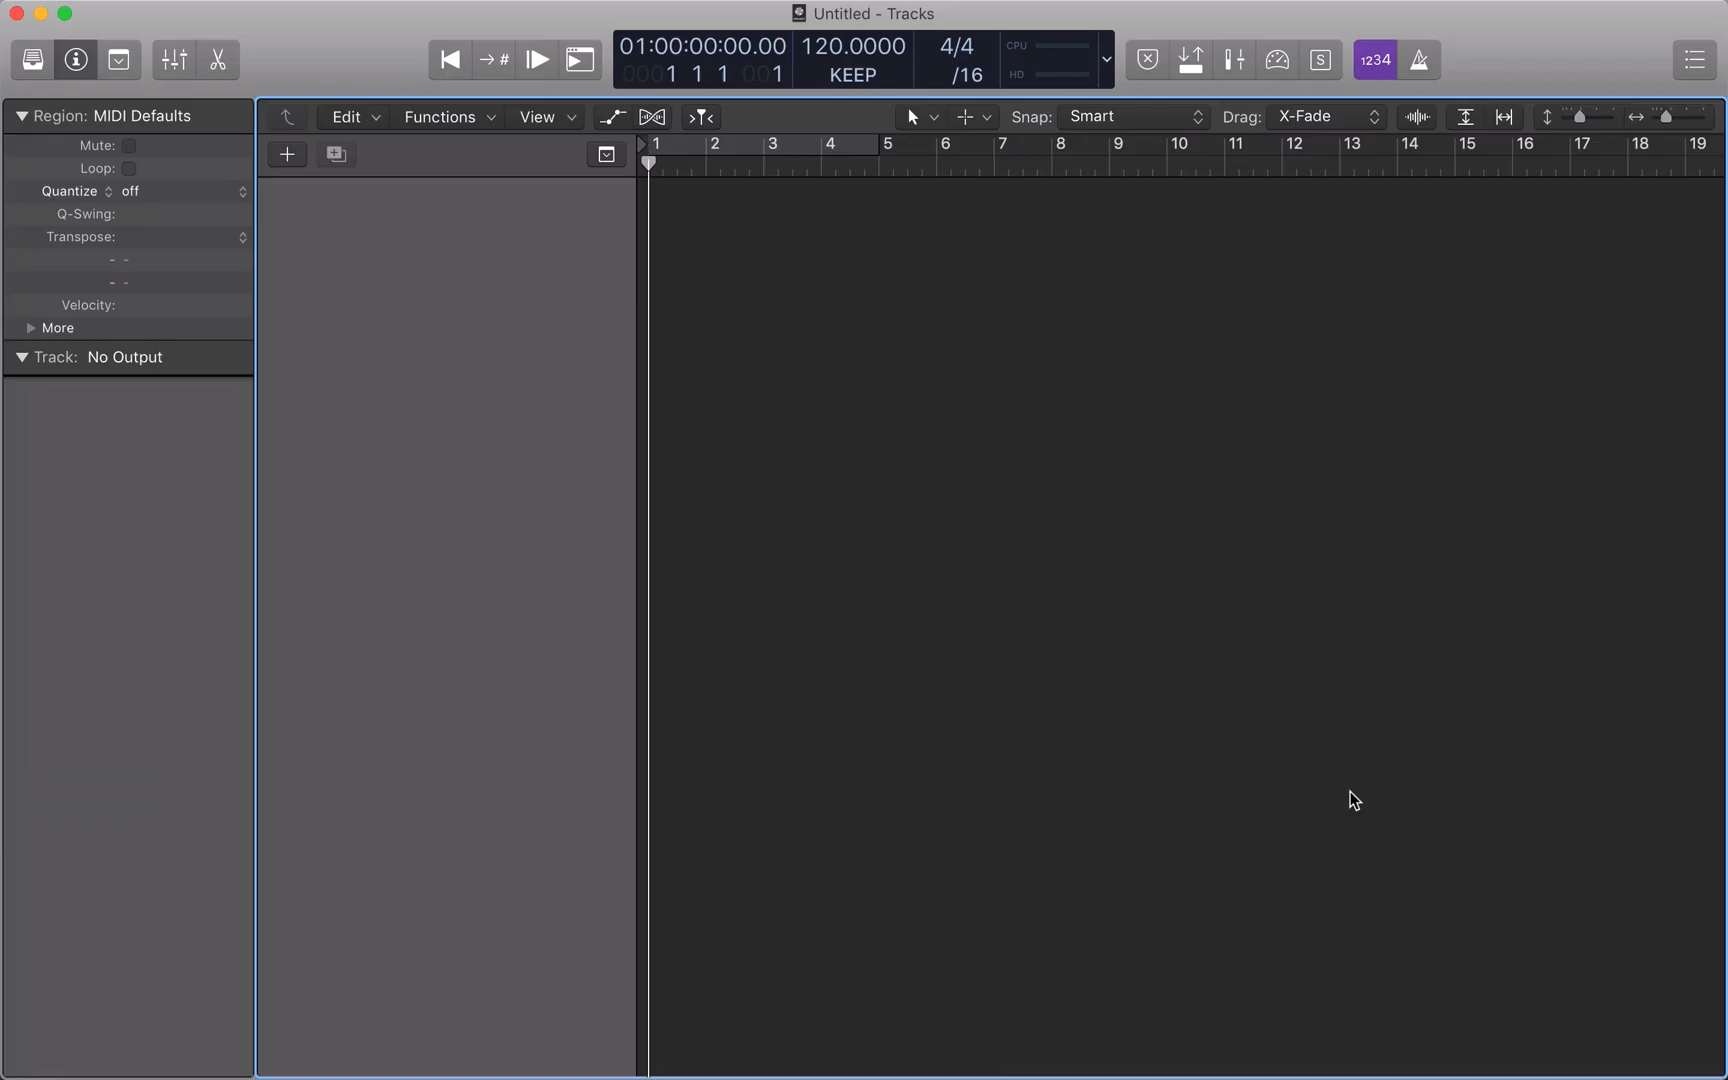 Untitled - Tracks
→ #
01:00:00:00.00
0001 1 1 001
120.0000
KEEP
4/4
/16
CPU
HD
S
1234
Region: MIDI Defaults
Mute:
Loop:
Quantize off
Q-Swing:
Transpose:
- -
- -
Velocity:
More
Track: No Output
Edit Functions View
Snap: Smart
Drag: X-Fade
1 2 3 4 5 6 7 8 9 10 11 12 13 14 15 16 17 18 19